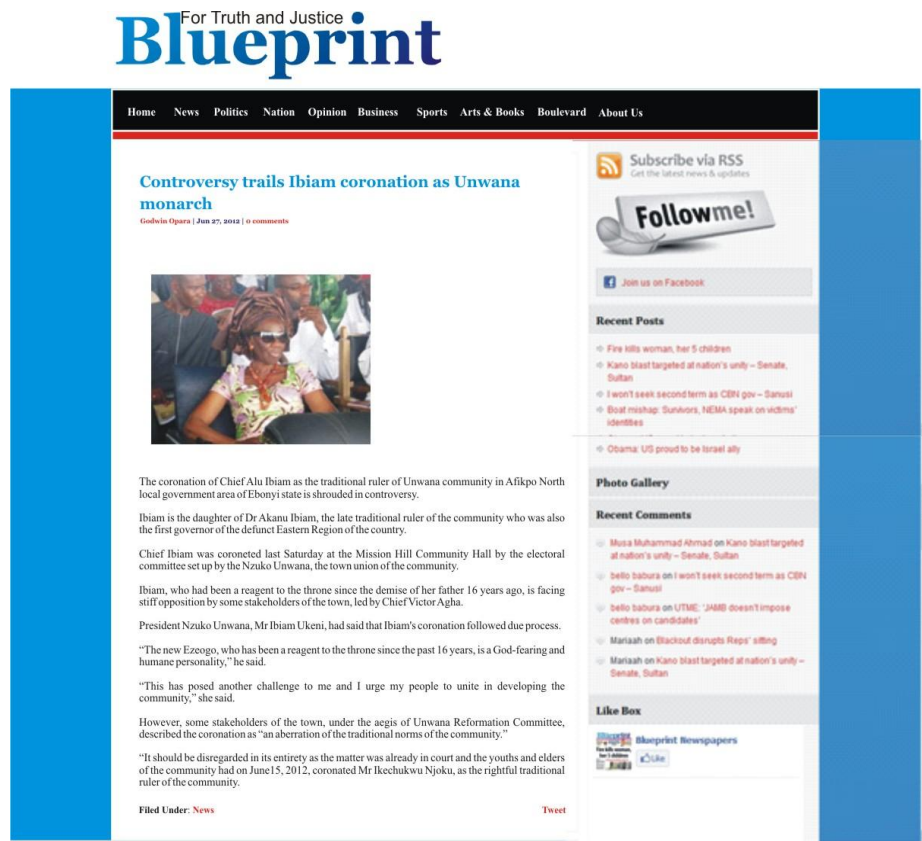 For Truth and Justice
Blueprint
Home News Politics Nation Opinion Business Sports Arts & Books Boulevard About Us
Controversy trails Ibiam coronation as Unwana
monarch
Godwin Opara | Jun 27, 2012 | 0 comments
The coronation of Chief Alu Ibiam as the traditional ruler of Unwana community in Afikpo North
local government area of Ebonyi state is shrouded in controversy.
Ibiam is the daughter of Dr Akanu Ibiam, the late traditional ruler of the community who was also
the first governor of the defunct Eastern Region of the country.
Chief Ibiam was coroneted last Saturday at the Mission Hill Community Hall by the electoral
committee set up by the Nzuko Unwana, the town union of the community.
Ibiam, who had been a reagent to the throne since the demise of her father 16 years ago, is facing
stiff opposition by some stakeholders of the town, led by Chief Victor Agha.
President Nzuko Unwana, Mr Ibiam Ukeni, had said that Ibiam's coronation followed due process.
“The new Ezeogo, who has been a reagent to the throne since the past 16 years, is a God-fearing and
humane personality,” he said.
“This has posed another challenge to me and I urge my people to unite in developing the
community,” she said.
However, some stakeholders of the town, under the aegis of Unwana Reformation Committee,
described the coronation as “an aberration of the traditional norms of the community.”
“It should be disregarded in its entirety as the matter was already in court and the youths and elders
of the community had on June15, 2012, coronated Mr Ikechukwu Njoku, as the rightful traditional
ruler of the community.
Filed Under: News
Tweet
Subscribe via RSS
Get the latest news & updates
Followme!
Join us on Facebook
Recent Posts
Fire kills woman, her 5 children
Kano blast targeted at nation's unity – Senate,
Sultan
I won't seek second term as CBN gov – Sanusi
Boat mishap: Survivors, NEMA speak on victims'
identities
Obama: US proud to be Israel ally
Photo Gallery
Recent Comments
Musa Muhammad Ahmad on Kano blast targeted
at nation's unity – Senate, Sultan
bello babura on I won't seek second term as CBN
gov – Sanusi
bello babura on UTME: 'JAMB doesn't impose
centres on candidates'
Mariaah on Blackout disrupts Reps' sitting
Mariaah on Kano blast targeted at nation's unity –
Senate, Sultan
Like Box
Blueprint Newspapers
Like